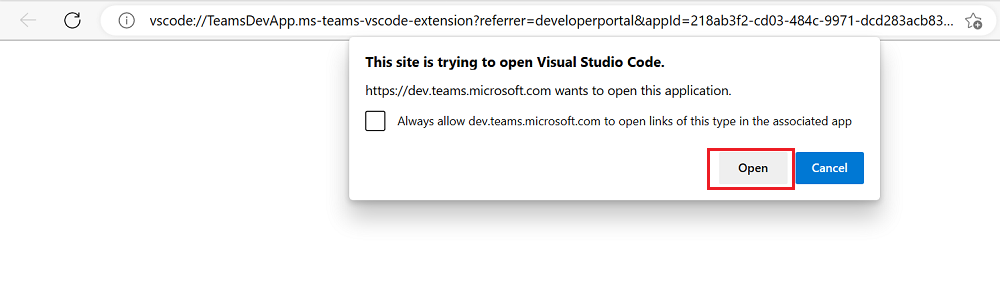 vscode://TeamsDevApp.ms-teams-vscode-extension?referrer=developerportal&appId=218ab3f2-cd03-484c-9971-dcd283acb83...
This site is trying to open Visual Studio Code.
https://dev.teams.microsoft.com wants to open this application.
Always allow dev.teams.microsoft.com to open links of this type in the associated app
Open Cancel